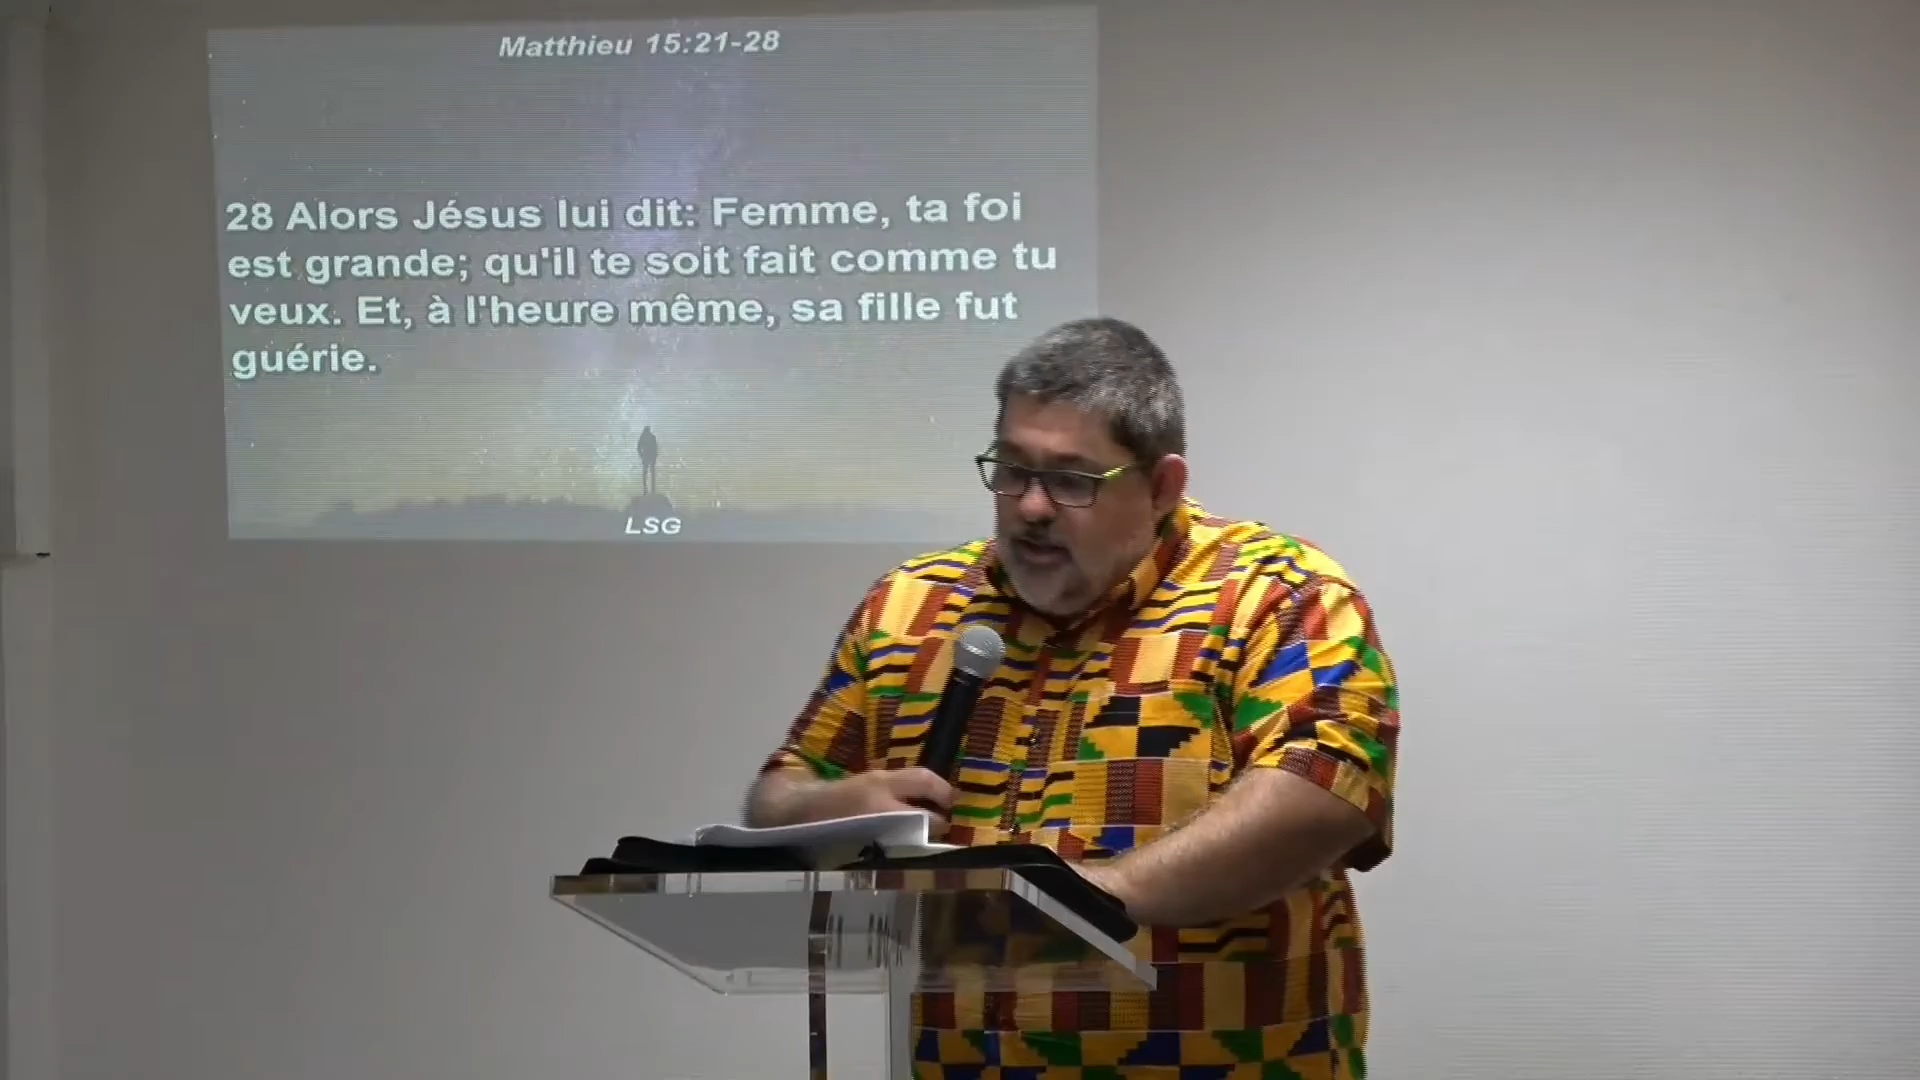 Matthieu 15:21-28
28 Alors Jésus lui dit: Femme, ta foi
est grande; qu'il te soit fait comme tu
veux. Et, à l'heure même, sa fille fut
guérie.
LSG